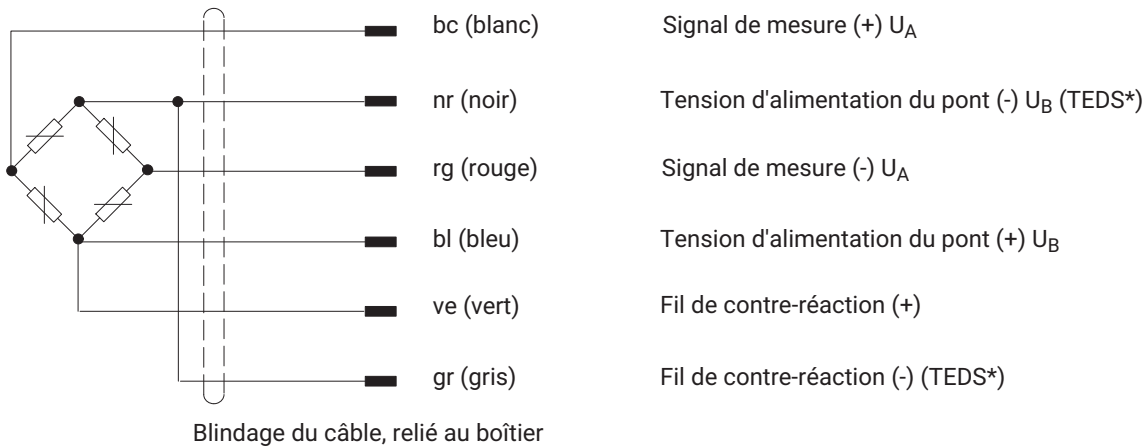 bc (blanc) Signal de mesure (+) UA
nr (noir) Tension d'alimentation du pont (-) UB (TEDS*)
rg (rouge) Signal de mesure (-) UA
bl (bleu) Tension d'alimentation du pont (+) UB
ve (vert) Fil de contre-réaction (+)
gr (gris) Fil de contre-réaction (-) (TEDS*)
Blindage du câble, relié au boîtier